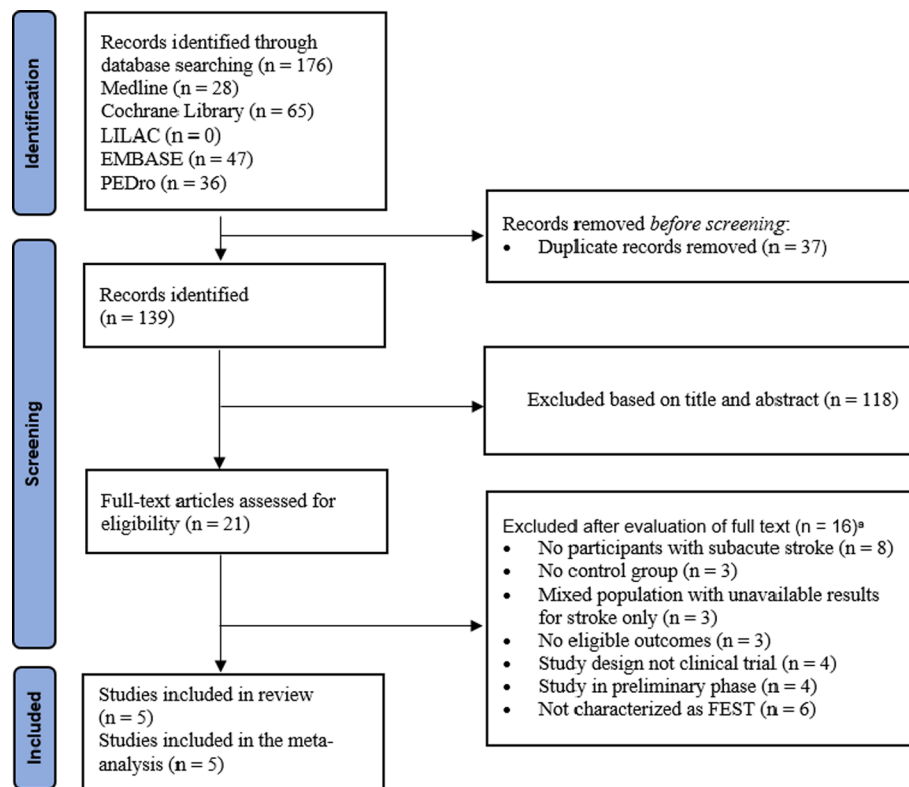 Identification
Records identified through
database searching (n = 176)
Medline (n = 28)
Cochrane Library (n = 65)
LILAC (n = 0)
EMBASE (n = 47)
PEDro (n = 36)
Records removed before screening:
• Duplicate records removed (n = 37)
Screening
Records identified
(n = 139)
Excluded based on title and abstract (n = 118)
Full-text articles assessed for
eligibility (n = 21)
Excluded after evaluation of full text (n = 16)ª
• No participants with subacute stroke (n = 8)
• No control group (n = 3)
• Mixed population with unavailable results
for stroke only (n = 3)
• No eligible outcomes (n = 3)
• Study design not clinical trial (n = 4)
• Study in preliminary phase (n = 4)
• Not characterized as FEST (n = 6)
Included
Studies included in review
(n = 5)
Studies included in the meta-
analysis (n = 5)